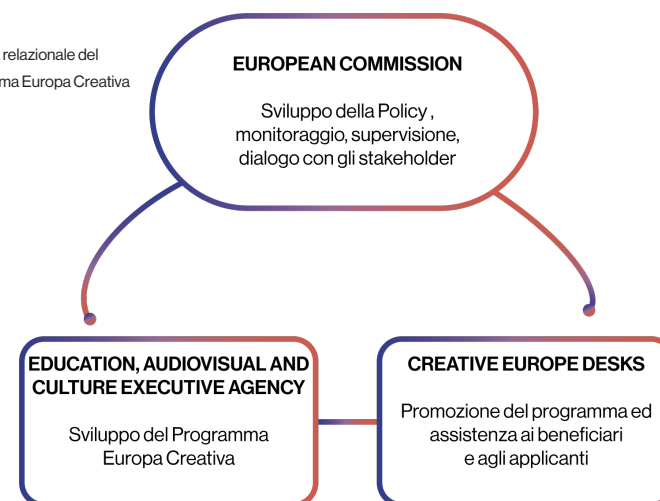 relazionale del
ma Europa Creativa
EUROPEAN COMMISSION
Sviluppo della Policy ,
monitoraggio, supervisione,
dialogo con gli stakeholder
EDUCATION, AUDIOVISUAL AND
CULTURE EXECUTIVE AGENCY
Sviluppo del Programma
Europa Creativa
CREATIVE EUROPE DESKS
Promozione del programma ed
assistenza ai beneficiari
e agli applicanti